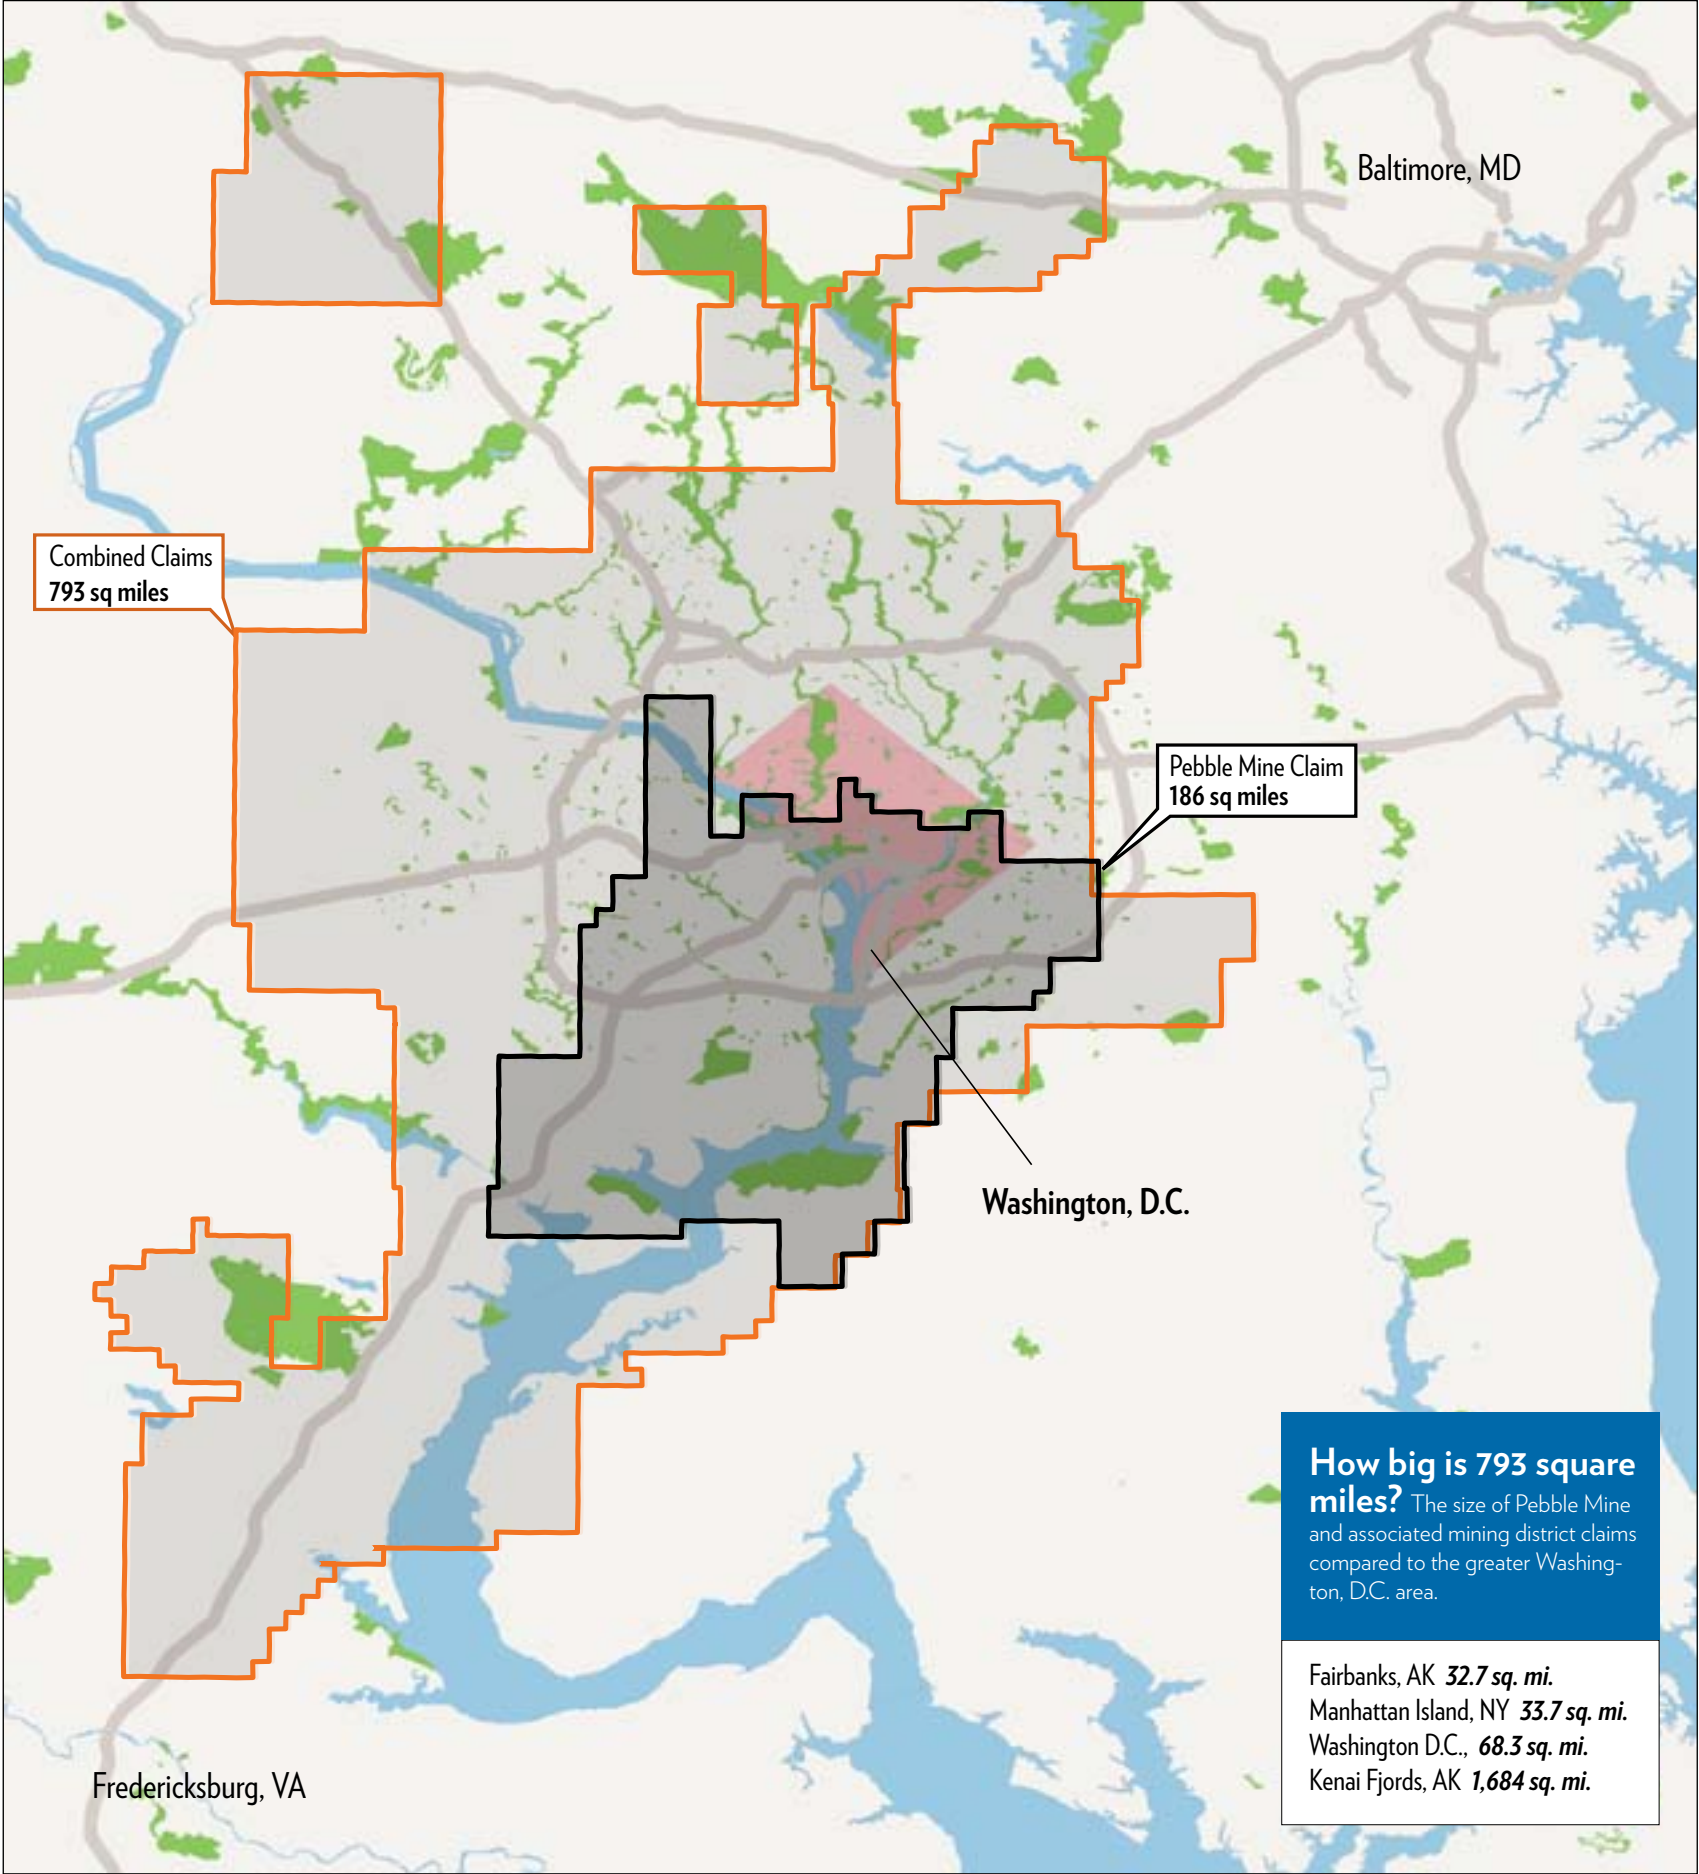 Baltimore, MD
Combined Claims
793 sq miles
Pebble Mine Claim
186 sq miles
Washington, D.C.
How big is 793 square
miles? The size of Pebble Mine
and associated mining district claims
compared to the greater Washing-
ton, D.C. area.
Fairbanks, AK 32.7 sq. mi.
Manhattan Island, NY 33.7 sq. mi.
Washington D.C., 68.3 sq. mi.
Kenai Fjords, AK 1,684 sq. mi.
Fredericksburg, VA